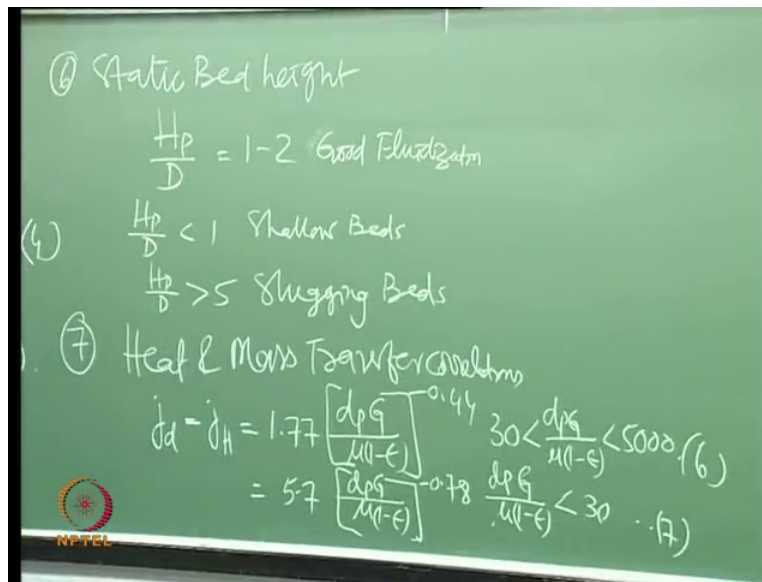 ⑥ Static Bed height
Hp/D = 1-2 Good Fluidization
(4) Hp/D < 1 Shallow Beds
Hp/D > 5 Slugging Beds
⑦ Heat & Mass Transfer correlations
jd = jH = 1.77 [dpG/μ(1-ϵ)]^-0.44 30 < dpG/μ(1-ϵ) < 5000 .(6)
= 5.7 [dpG/μ(1-ϵ)]^-0.78 dpG/μ(1-ϵ) < 30 ..(7)
NPTEL